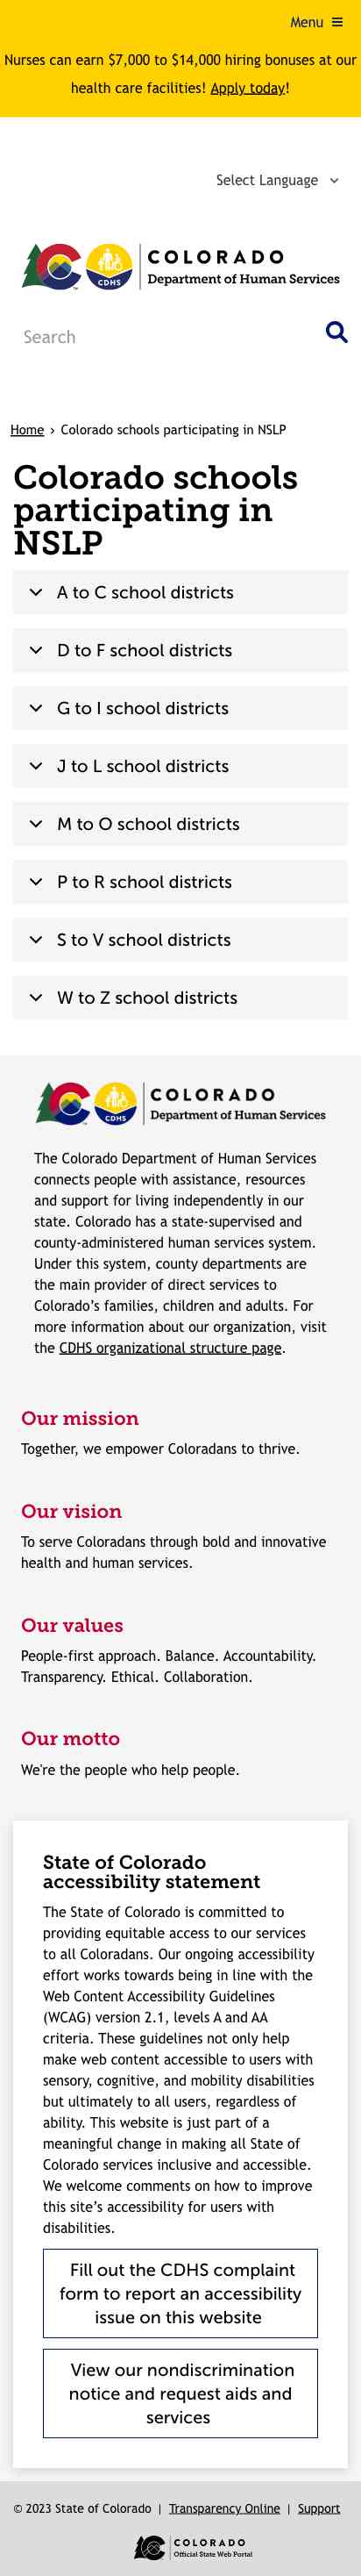 Menu ≡
Nurses can earn $7,000 to $14,000 hiring bonuses at our
health care facilities! Apply today!
Select Language
CDHS
COLORADO
Department of Human Services
Search
Home › Colorado schools participating in NSLP
Colorado schools
participating in
NSLP
A to C school districts
D to F school districts
G to I school districts
J to L school districts
M to O school districts
P to R school districts
S to V school districts
W to Z school districts
CDHS
COLORADO
Department of Human Services
The Colorado Department of Human Services
connects people with assistance, resources
and support for living independently in our
state. Colorado has a state-supervised and
county-administered human services system.
Under this system, county departments are
the main provider of direct services to
Colorado’s families, children and adults. For
more information about our organization, visit
the CDHS organizational structure page.
Our mission
Together, we empower Coloradans to thrive.
Our vision
To serve Coloradans through bold and innovative
health and human services.
Our values
People-first approach. Balance. Accountability.
Transparency. Ethical. Collaboration.
Our motto
We're the people who help people.
State of Colorado
accessibility statement
The State of Colorado is committed to
providing equitable access to our services
to all Coloradans. Our ongoing accessibility
effort works towards being in line with the
Web Content Accessibility Guidelines
(WCAG) version 2.1, levels A and AA
criteria. These guidelines not only help
make web content accessible to users with
sensory, cognitive, and mobility disabilities
but ultimately to all users, regardless of
ability. This website is just part of a
meaningful change in making all State of
Colorado services inclusive and accessible.
We welcome comments on how to improve
this site’s accessibility for users with
disabilities.
Fill out the CDHS complaint
form to report an accessibility
issue on this website
View our nondiscrimination
notice and request aids and
services
© 2023 State of Colorado | Transparency Online | Support
COLORADO
Official State Web Portal